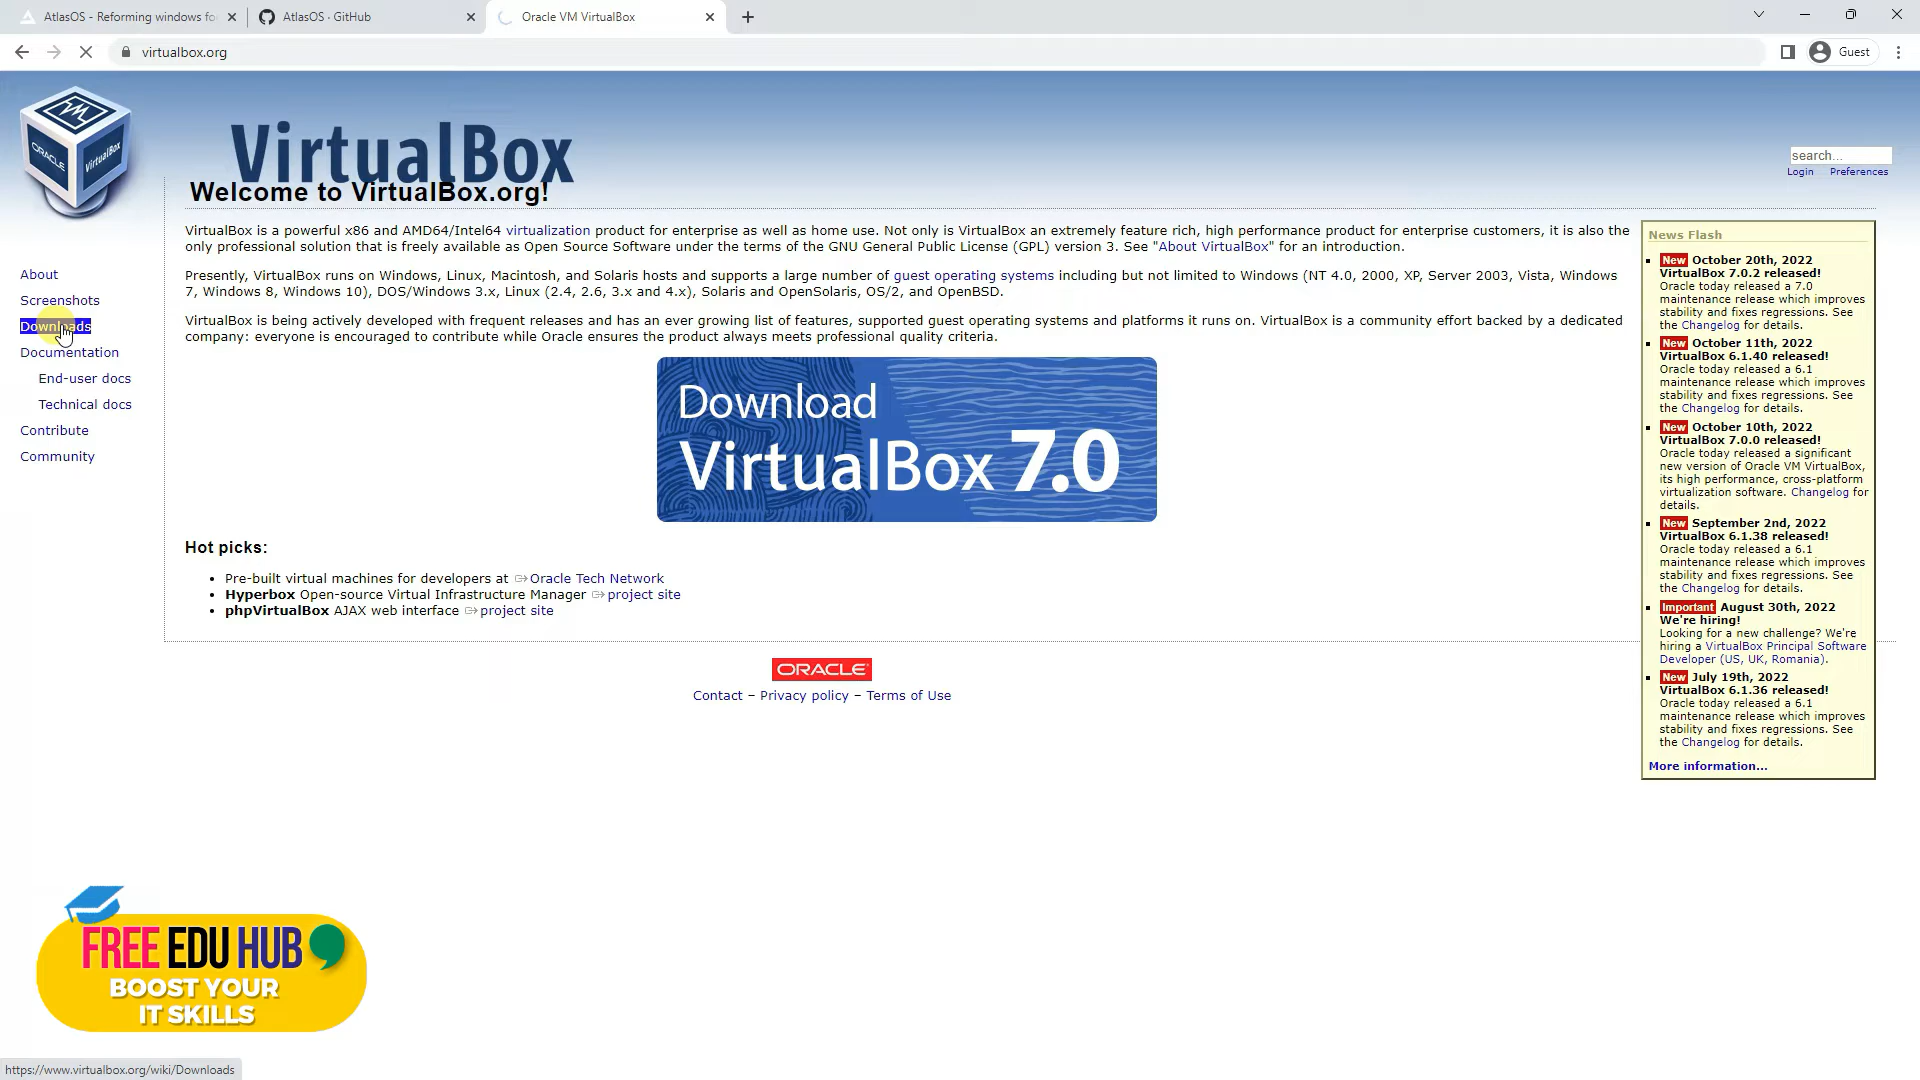 AtlasOS - Reforming windows fo
AtlasOS · GitHub
Oracle VM VirtualBox
virtualbox.org
Guest
ORACLE
VirtualBox
VirtualBox
search...
Login Preferences
Welcome to VirtualBox.org!
VirtualBox is a powerful x86 and AMD64/Intel64 virtualization product for enterprise as well as home use. Not only is VirtualBox an extremely feature rich, high performance product for enterprise customers, it is also the
only professional solution that is freely available as Open Source Software under the terms of the GNU General Public License (GPL) version 3. See "About VirtualBox" for an introduction.
Presently, VirtualBox runs on Windows, Linux, Macintosh, and Solaris hosts and supports a large number of guest operating systems including but not limited to Windows (NT 4.0, 2000, XP, Server 2003, Vista, Windows
7, Windows 8, Windows 10), DOS/Windows 3.x, Linux (2.4, 2.6, 3.x and 4.x), Solaris and OpenSolaris, OS/2, and OpenBSD.
VirtualBox is being actively developed with frequent releases and has an ever growing list of features, supported guest operating systems and platforms it runs on. VirtualBox is a community effort backed by a dedicated
company: everyone is encouraged to contribute while Oracle ensures the product always meets professional quality criteria.
About
Screenshots
Downloads
Documentation
End-user docs
Technical docs
Contribute
Community
Download
VirtualBox 7.0
Hot picks:
Pre-built virtual machines for developers at Oracle Tech Network
Hyperbox Open-source Virtual Infrastructure Manager project site
phpVirtualBox AJAX web interface project site
ORACLE
Contact – Privacy policy – Terms of Use
News Flash
New October 20th, 2022
VirtualBox 7.0.2 released!
Oracle today released a 7.0
maintenance release which improves
stability and fixes regressions. See
the Changelog for details.
New October 11th, 2022
VirtualBox 6.1.40 released!
Oracle today released a 6.1
maintenance release which improves
stability and fixes regressions. See
the Changelog for details.
New October 10th, 2022
VirtualBox 7.0.0 released!
Oracle today released a significant
new version of Oracle VM VirtualBox,
its high performance, cross-platform
virtualization software. Changelog for
details.
New September 2nd, 2022
VirtualBox 6.1.38 released!
Oracle today released a 6.1
maintenance release which improves
stability and fixes regressions. See
the Changelog for details.
Important August 30th, 2022
We're hiring!
Looking for a new challenge? We're
hiring a VirtualBox Principal Software
Developer (US, UK, Romania).
New July 19th, 2022
VirtualBox 6.1.36 released!
Oracle today released a 6.1
maintenance release which improves
stability and fixes regressions. See
the Changelog for details.
More information...
FREE EDU HUB
BOOST YOUR
IT SKILLS
https://www.virtualbox.org/wiki/Downloads